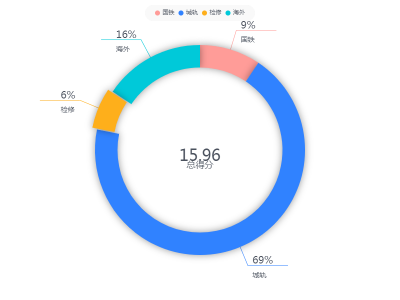 国铁 城轨 检修 海外
16%
海外
9%
国铁
6%
检修
15.96
总得分
69%
城轨